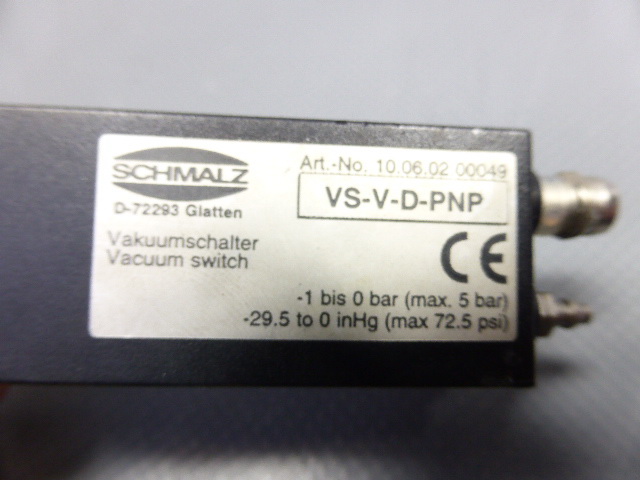 SCHMALZ
D-72293 Glatten
Art.-No. 10.06.02 00049
VS-V-D-PNP
Vakuumschalter
Vacuum switch
CE
-1 bis 0 bar (max. 5 bar)
-29.5 to 0 inHg (max 72.5 psi)